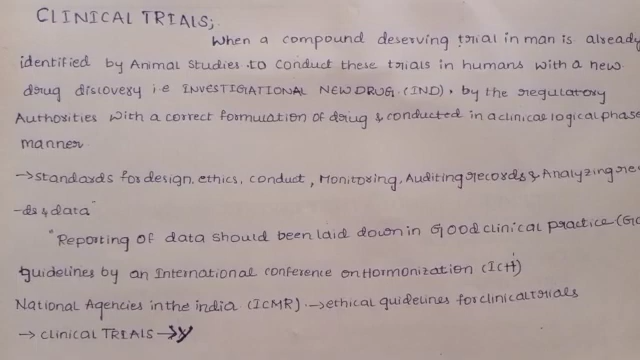 CLINICAL TRIALS;
When a compound deserving trial in man is already
identified by Animal studies to conduct these trials in humans with a new
drug discovery i.e INVESTIGATIONAL NEW DRUG. (IND), by the regulatory
Authorities with a correct formulation of drug & conducted in a clinical logical phase
manner.
→ standards for design, ethics, conduct, Monitoring, Auditing records & Analyzing re
-ds & data"
"Reporting of data should been laid down in Good clinical practice (GC
guidelines by an International conference on Hormonization (ICH)
National Agencies in the india (ICMR). → ethical guidelines for clinical trials
→ clinical TRIALS →